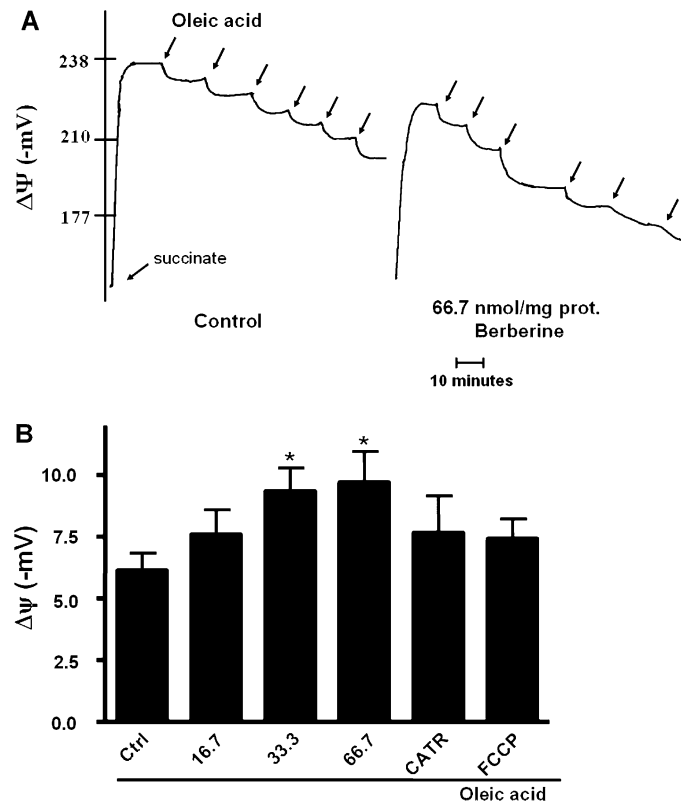 A
Oleic acid
ΔΨ (-mV)
238
210
177
succinate
Control
66.7 nmol/mg prot.
Berberine
10 minutes
B
Δψ (-mV)
10.0
7.5
5.0
2.5
0.0
*
*
Ctrl
16.7
33.3
66.7
CATR
FCCP
Oleic acid